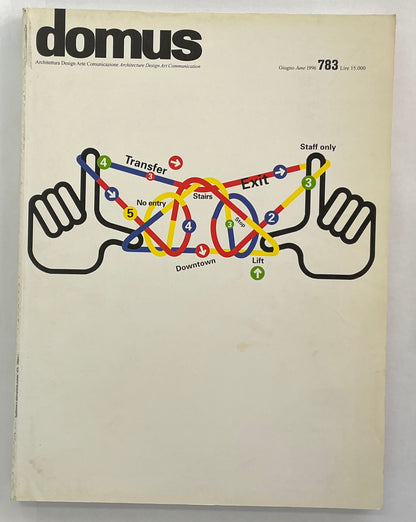 domus
Architettura Design Arte Comunicazione Architecture Design Art Communication
Giugno June 1996 783 Lire 15.000
Staff only
4
Transfer
3
Exit
3
Stairs
No entry
5
4
3
Stop
2
Downtown
Lift